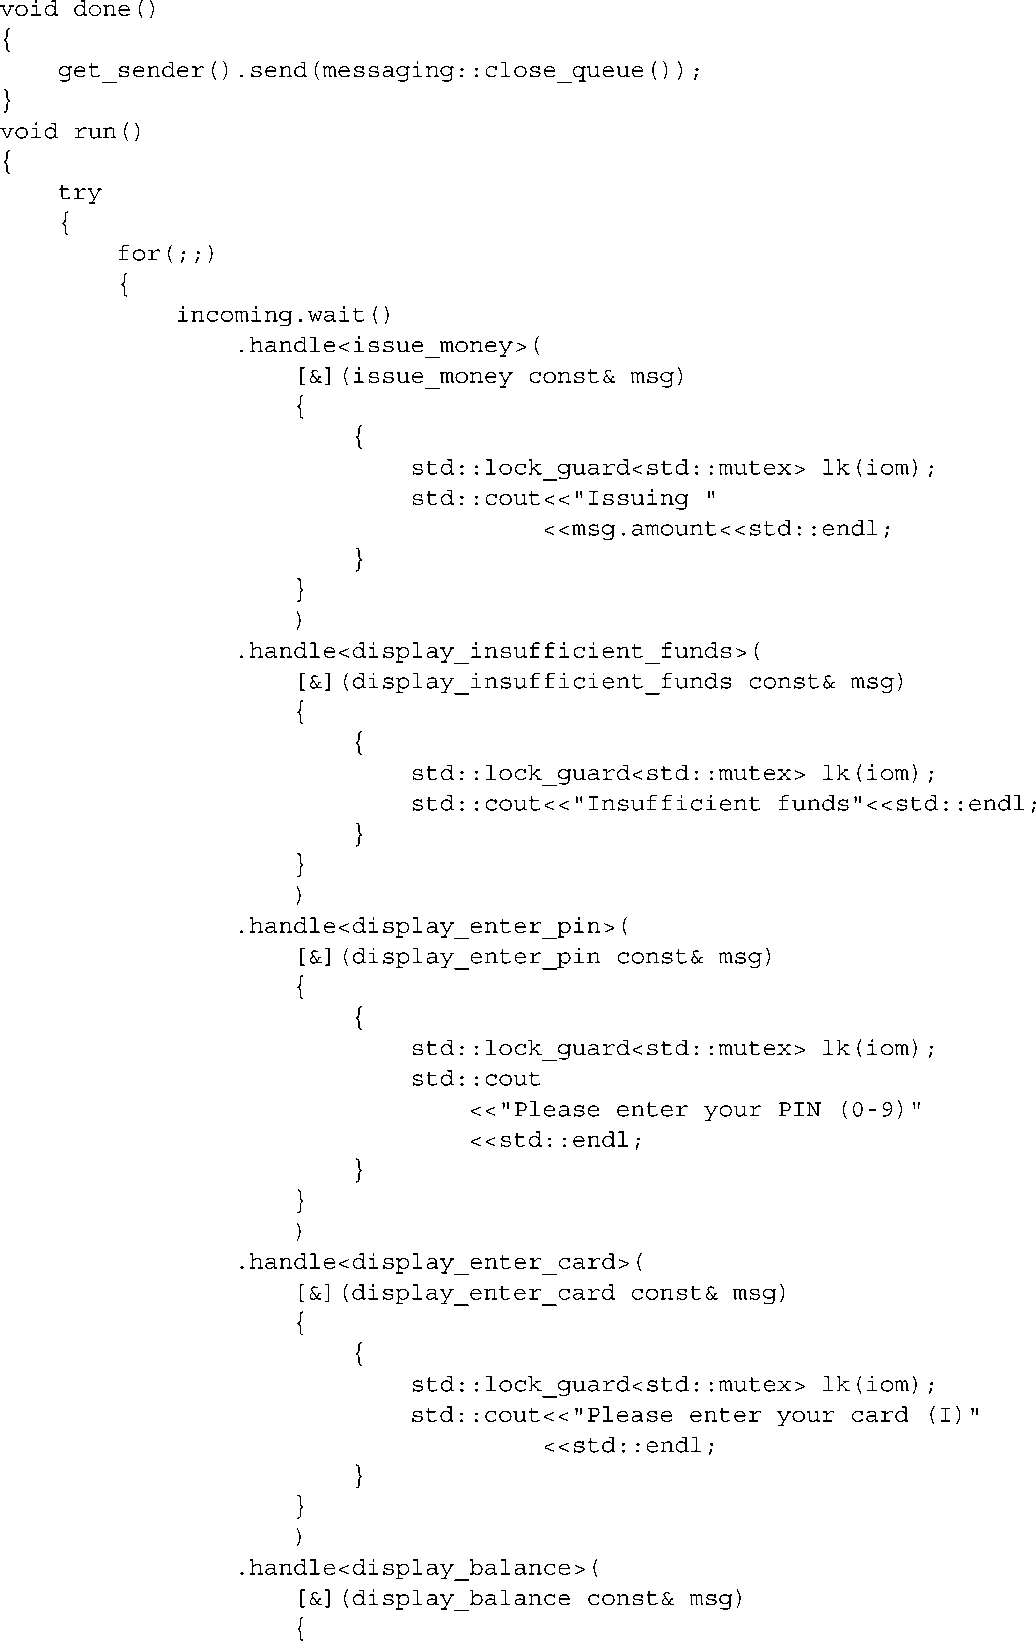 void done()
{
    get_sender().send(messaging::close_queue());
}
void run()
{
    try
    {
        for(;;)
        {
            incoming.wait()
                .handle<issue_money>(
                    [&](issue_money const& msg)
                    {
                        {
                            std::lock_guard<std::mutex> lk(iom);
                            std::cout<<"Issuing "
                                     <<msg.amount<<std::endl;
                        }
                    }
                    )
                .handle<display_insufficient_funds>(
                    [&](display_insufficient_funds const& msg)
                    {
                        {
                            std::lock_guard<std::mutex> lk(iom);
                            std::cout<<"Insufficient funds"<<std::endl;
                        }
                    }
                    )
                .handle<display_enter_pin>(
                    [&](display_enter_pin const& msg)
                    {
                        {
                            std::lock_guard<std::mutex> lk(iom);
                            std::cout
                                <<"Please enter your PIN (0-9)"
                                <<std::endl;
                        }
                    }
                    )
                .handle<display_enter_card>(
                    [&](display_enter_card const& msg)
                    {
                        {
                            std::lock_guard<std::mutex> lk(iom);
                            std::cout<<"Please enter your card (I)"
                                     <<std::endl;
                        }
                    }
                    )
                .handle<display_balance>(
                    [&](display_balance const& msg)
                    {